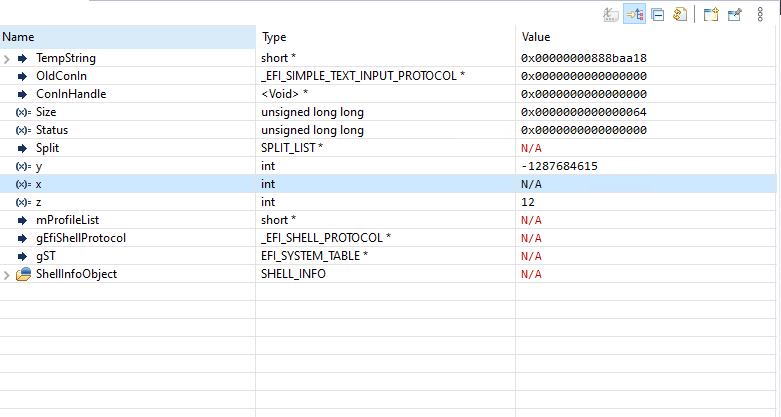 Name Type Value
TempString short * 0x00000000888baa18
OldConIn _EFI_SIMPLE_TEXT_INPUT_PROTOCOL * 0x0000000000000000
ConInHandle <Void> * 0x0000000000000000
(x)= Size unsigned long long 0x0000000000000064
(x)= Status unsigned long long 0x0000000000000000
Split SPLIT_LIST * N/A
(x)= y int -1287684615
(x)= x int N/A
(x)= z int 12
mProfileList short * N/A
gEfiShellProtocol _EFI_SHELL_PROTOCOL * N/A
gST EFI_SYSTEM_TABLE * N/A
ShellInfoObject SHELL_INFO N/A